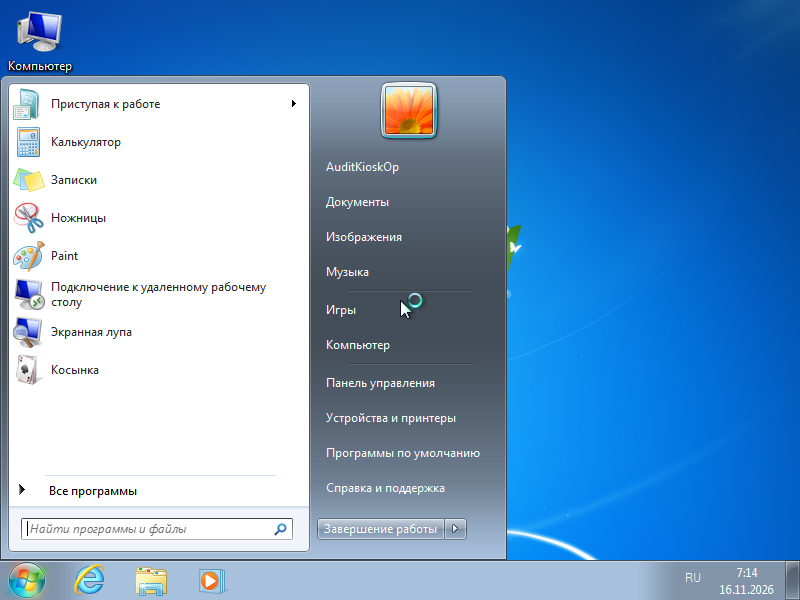 Компьютер
Приступая к работе
Калькулятор
Записки
Ножницы
Paint
Подключение к удаленному рабочему
столу
Экранная лупа
Косынка
Все программы
Найти программы и файлы
AuditKioskOp
Документы
Изображения
Музыка
Игры
Компьютер
Панель управления
Устройства и принтеры
Программы по умолчанию
Справка и поддержка
Завершение работы
RU
7:14
16.11.2026